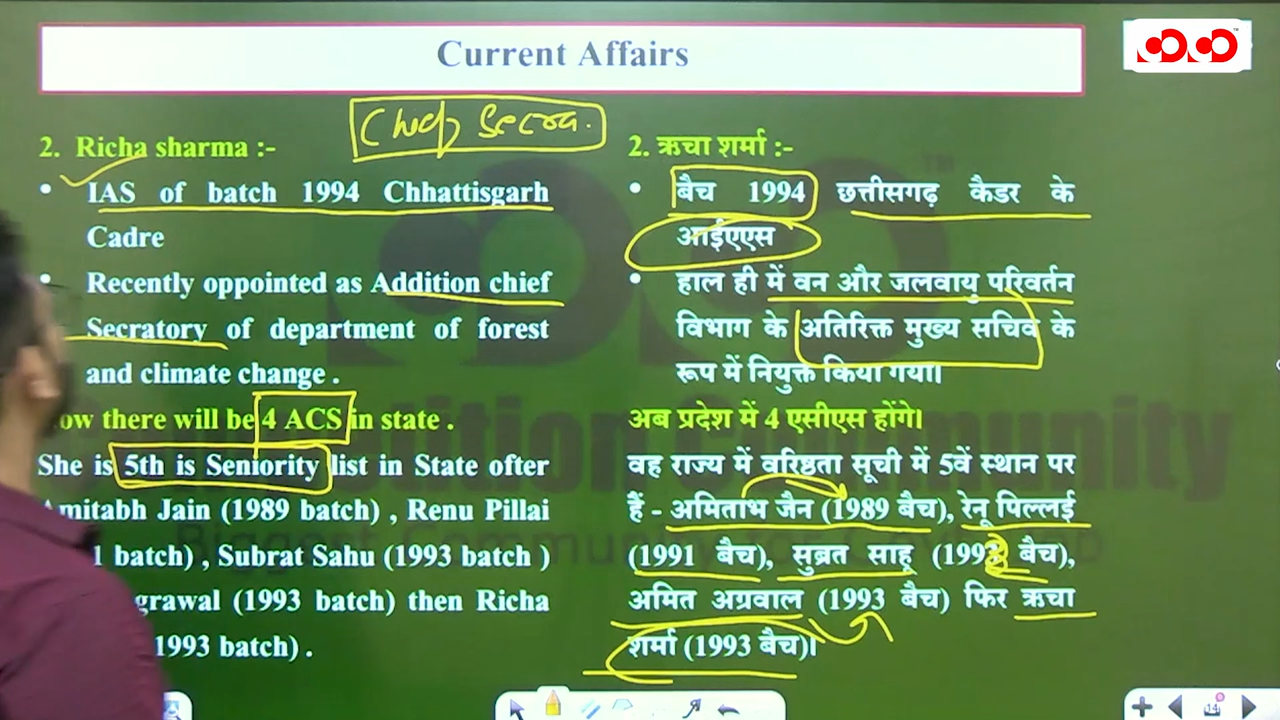 Current Affairs
Chief Secra.
2. Richa sharma :-
• IAS of batch 1994 Chhattisgarh
Cadre
• Recently oppointed as Addition chief
Secratory of department of forest
and climate change .
ow there will be 4 ACS in state .
She is 5th is Seniority list in State ofter
mitabh Jain (1989 batch) , Renu Pillai
1 batch) , Subrat Sahu (1993 batch )
grawal (1993 batch) then Richa
1993 batch) .
2. ऋचा शर्मा :-
• बैच 1994 छत्तीसगढ़ कैडर के
आईएएस
• हाल ही में वन और जलवायु परिवर्तन
विभाग के अतिरिक्त मुख्य सचिव के
रूप में नियुक्त किया गया।
अब प्रदेश में 4 एसीएस होंगे।
वह राज्य में वरिष्ठता सूची में 5वें स्थान पर
हैं - अमिताभ जैन (1989 बैच), रेनू पिल्लई
(1991 बैच), सुब्रत साहू (1993 बैच),
अमित अग्रवाल (1993 बैच) फिर ऋचा
शर्मा (1993 बैच)।